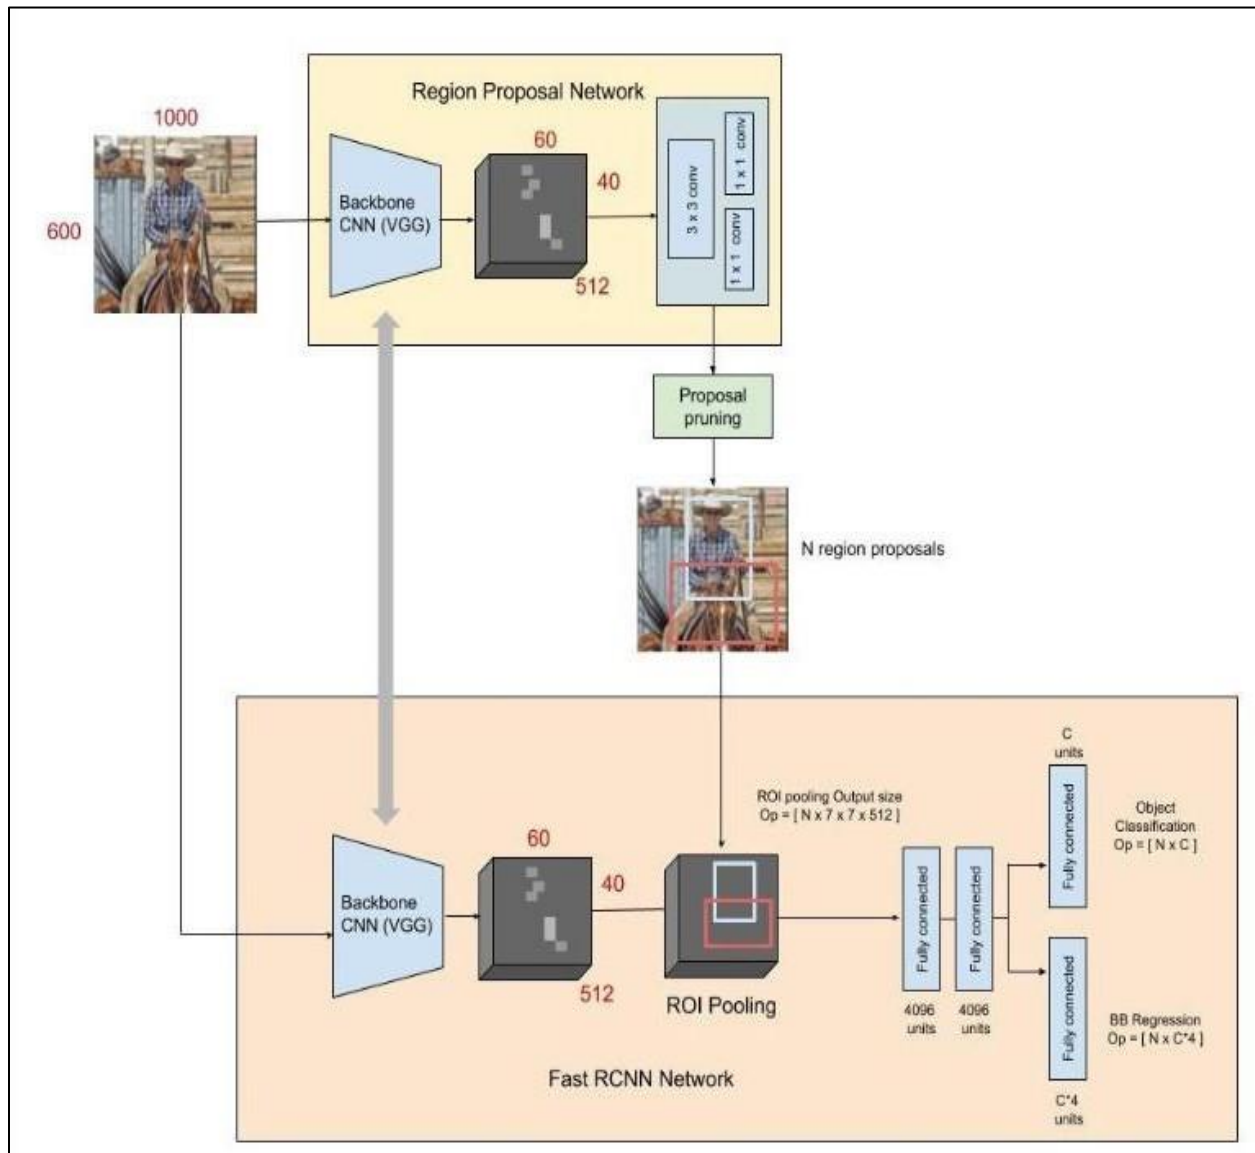 Region Proposal Network
1000
600
Backbone
CNN (VGG)
60
40
512
3 x 3 conv
1 x 1 conv
1 x 1 conv
Proposal
pruning
N region proposals
ROI pooling Output size
Op = [ N x 7 x 7 x 512 ]
Backbone
CNN (VGG)
60
40
512
ROI Pooling
Fully connected
4096
units
Fully connected
4096
units
C
units
Fully connected
Object
Classification
Op = [ N x C ]
Fully connected
C*4
units
BB Regression
Op = [ N x C*4 ]
Fast RCNN Network